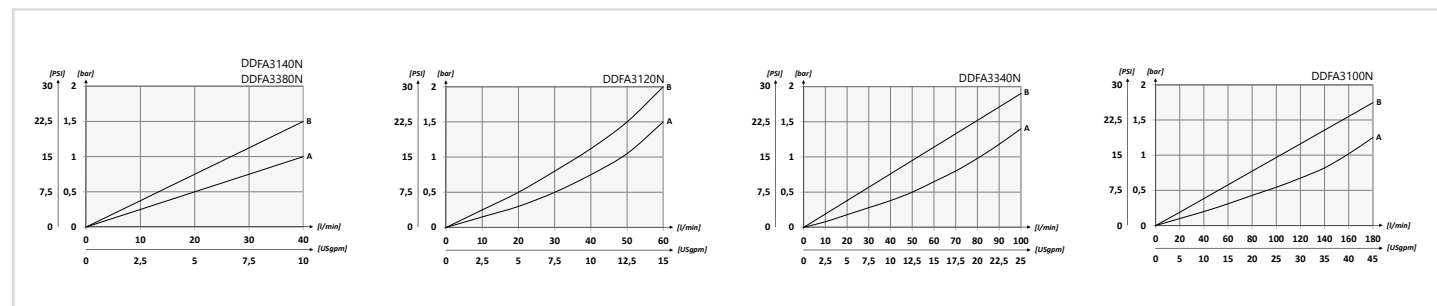 DDFA3140N
DDFA3380N
[PSI] [bar]
30 2
22,5 1,5
15 1
7,5 0,5
0 0
B
A
[l/min]
0 10 20 30 40
[USgpm]
0 2,5 5 7,5 10
DDFA3120N
[PSI] [bar]
30 2
22,5 1,5
15 1
7,5 0,5
0 0
B
A
[l/min]
0 10 20 30 40 50 60
[USgpm]
0 2,5 5 7,5 10 12,5 15
DDFA3340N
[PSI] [bar]
30 2
22,5 1,5
15 1
7,5 0,5
0 0
B
A
[l/min]
0 10 20 30 40 50 60 70 80 90 100
[USgpm]
0 2,5 5 7,5 10 12,5 15 17,5 20 22,5 25
DDFA3100N
[PSI] [bar]
30 2
22,5 1,5
15 1
7,5 0,5
0 0
B
A
[l/min]
0 20 40 60 80 100 120 140 160 180
[USgpm]
0 5 10 15 20 25 30 35 40 45